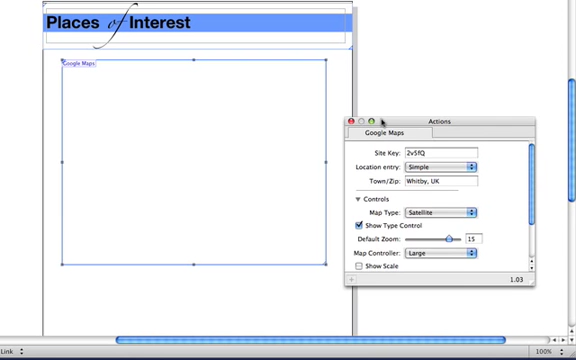 Places of Interest
Google Maps
Actions
Google Maps
Site Key: 2v5fQ
Location entry: Simple
Town/Zip: Whitby, UK
Controls
Map Type: Satellite
Show Type Control
Default Zoom: 15
Map Controller: Large
Show Scale
1.03
Link
100%